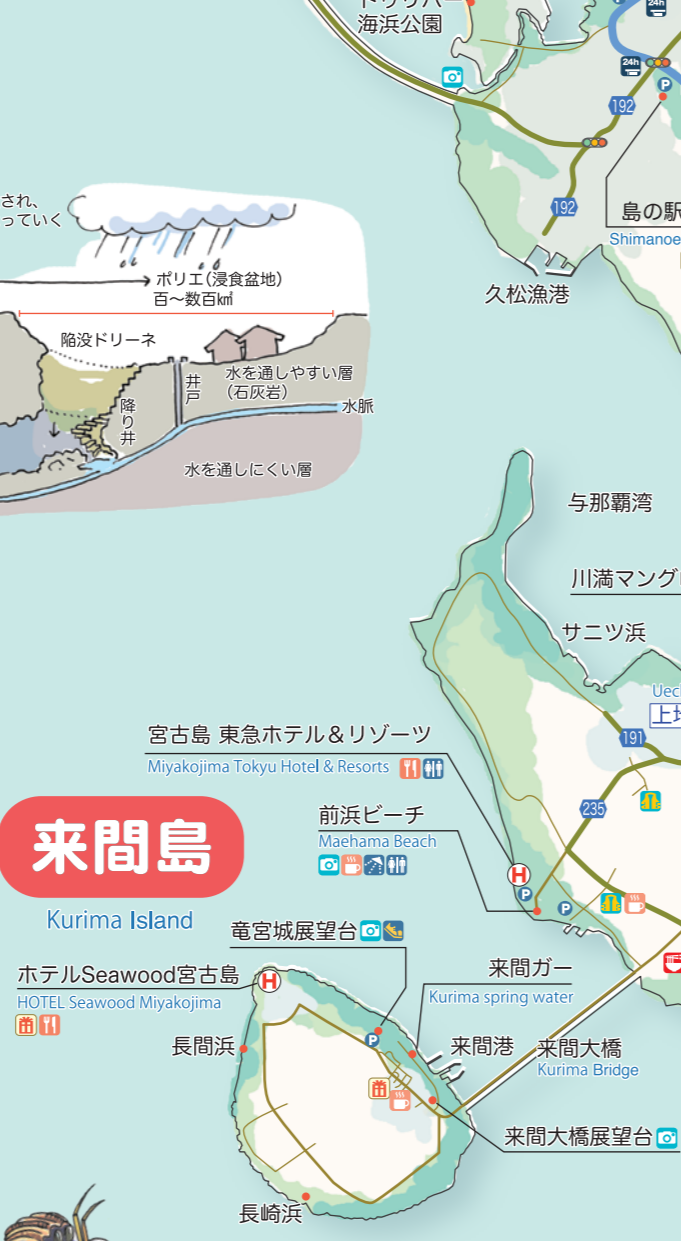 海浜公園
24h
24h
P
192
192
島の駅
Shimanoe
久松漁港
され、
っていく
ポリエ(浸食盆地)
百〜数百㎢
陥没ドリーネ
降り井
井戸
水を通しやすい層
(石灰岩)
水脈
水を通しにくい層
与那覇湾
川満マング
サニツ浜
191
235
宮古島 東急ホテル&リゾーツ
Miyakojima Tokyu Hotel & Resorts
前浜ビーチ
Maehama Beach
H
P
P
来間島
Kurima Island
竜宮城展望台
ホテルSeawood宮古島
HOTEL Seawood Miyakojima
H
P
来間ガー
Kurima spring water
長間浜
来間港
来間大橋
Kurima Bridge
来間大橋展望台
長崎浜